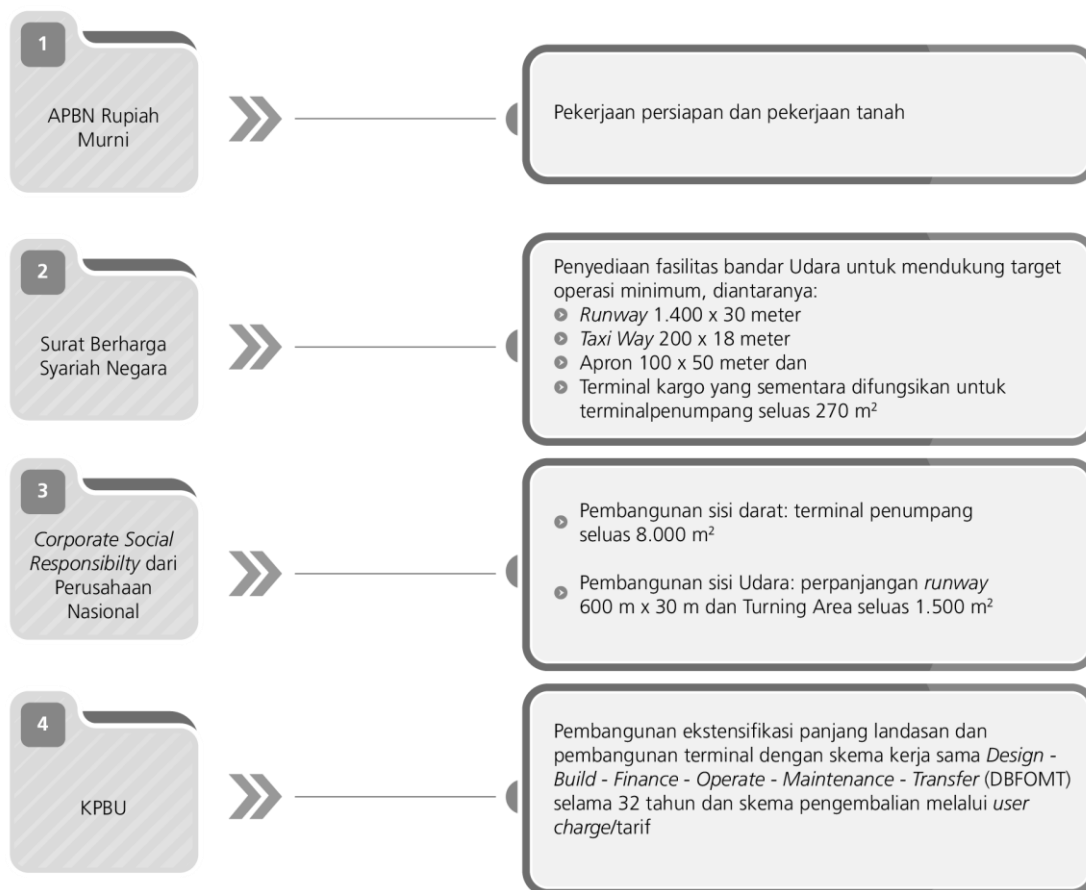 1
APBN Rupiah
Murni
Pekerjaan persiapan dan pekerjaan tanah
2
Surat Berharga
Syariah Negara
Penyediaan fasilitas bandar Udara untuk mendukung target
operasi minimum, diantaranya:
Runway 1.400 x 30 meter
Taxi Way 200 x 18 meter
Apron 100 x 50 meter dan
Terminal kargo yang sementara difungsikan untuk
terminalpenumpang seluas 270 m²
3
Corporate Social
Responsibilty dari
Perusahaan
Nasional
Pembangunan sisi darat: terminal penumpang
seluas 8.000 m²
Pembangunan sisi Udara: perpanjangan runway
600 m x 30 m dan Turning Area seluas 1.500 m²
4
KPBU
Pembangunan ekstensifikasi panjang landasan dan
pembangunan terminal dengan skema kerja sama Design -
Build - Finance - Operate - Maintenance - Transfer (DBFOMT)
selama 32 tahun dan skema pengembalian melalui user
charge/tarif